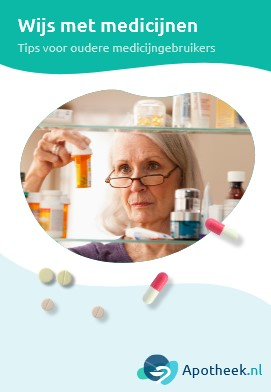 Wijs met medicijnen
Tips voor oudere medicijngebruikers
Apotheek.nl